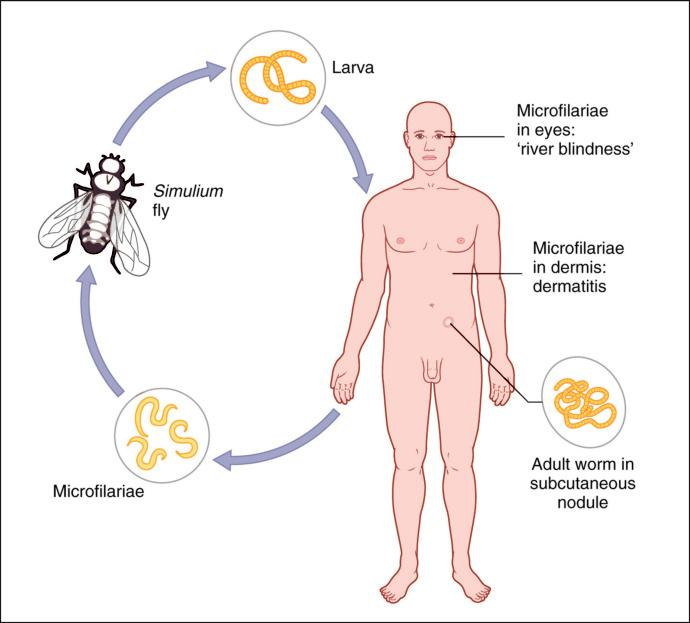 Larva
Microfilariae
in eyes:
‘river blindness’
Simulium
fly
Microfilariae
in dermis:
dermatitis
Microfilariae
Adult worm in
subcutaneous
nodule